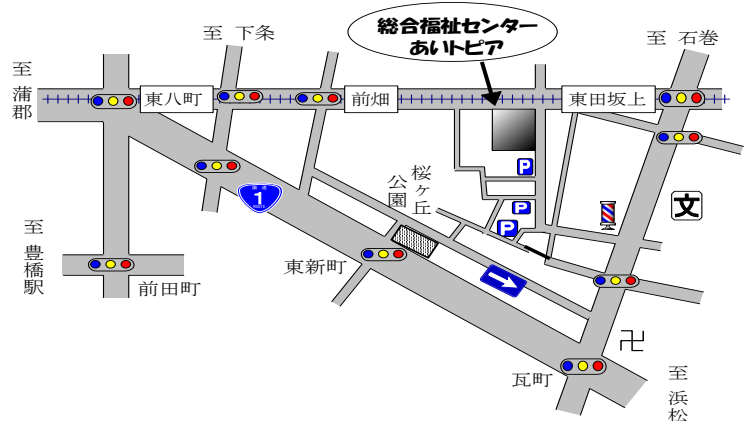 総合福祉センター
あいトピア
至 下条
至 石巻
至 蒲郡
東八町
前畑
東田坂上
P
桜ヶ丘
公園
1
P
文
P
至 豊橋駅
東新町
前田町
卍
瓦町
至 浜松